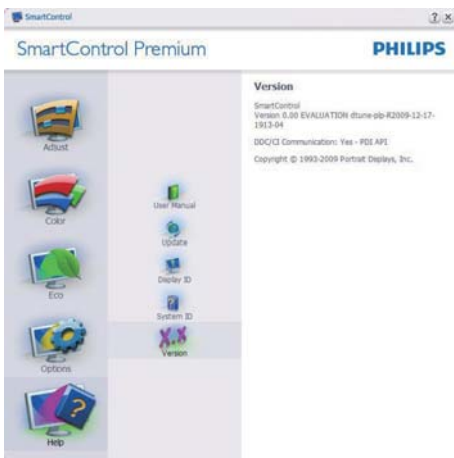 SmartControl
SmartControl Premium
PHILIPS
Adjust
Color
Eco
Options
Help
User Manual
Update
Display ID
System ID
Version
Version
SmartControl
Version 0.00 EVALUATION dtune-plp-R2009-12-17-
1913-04
DDC/CI Communication: Yes - PDI API
Copyright © 1993-2009 Portrait Displays, Inc.